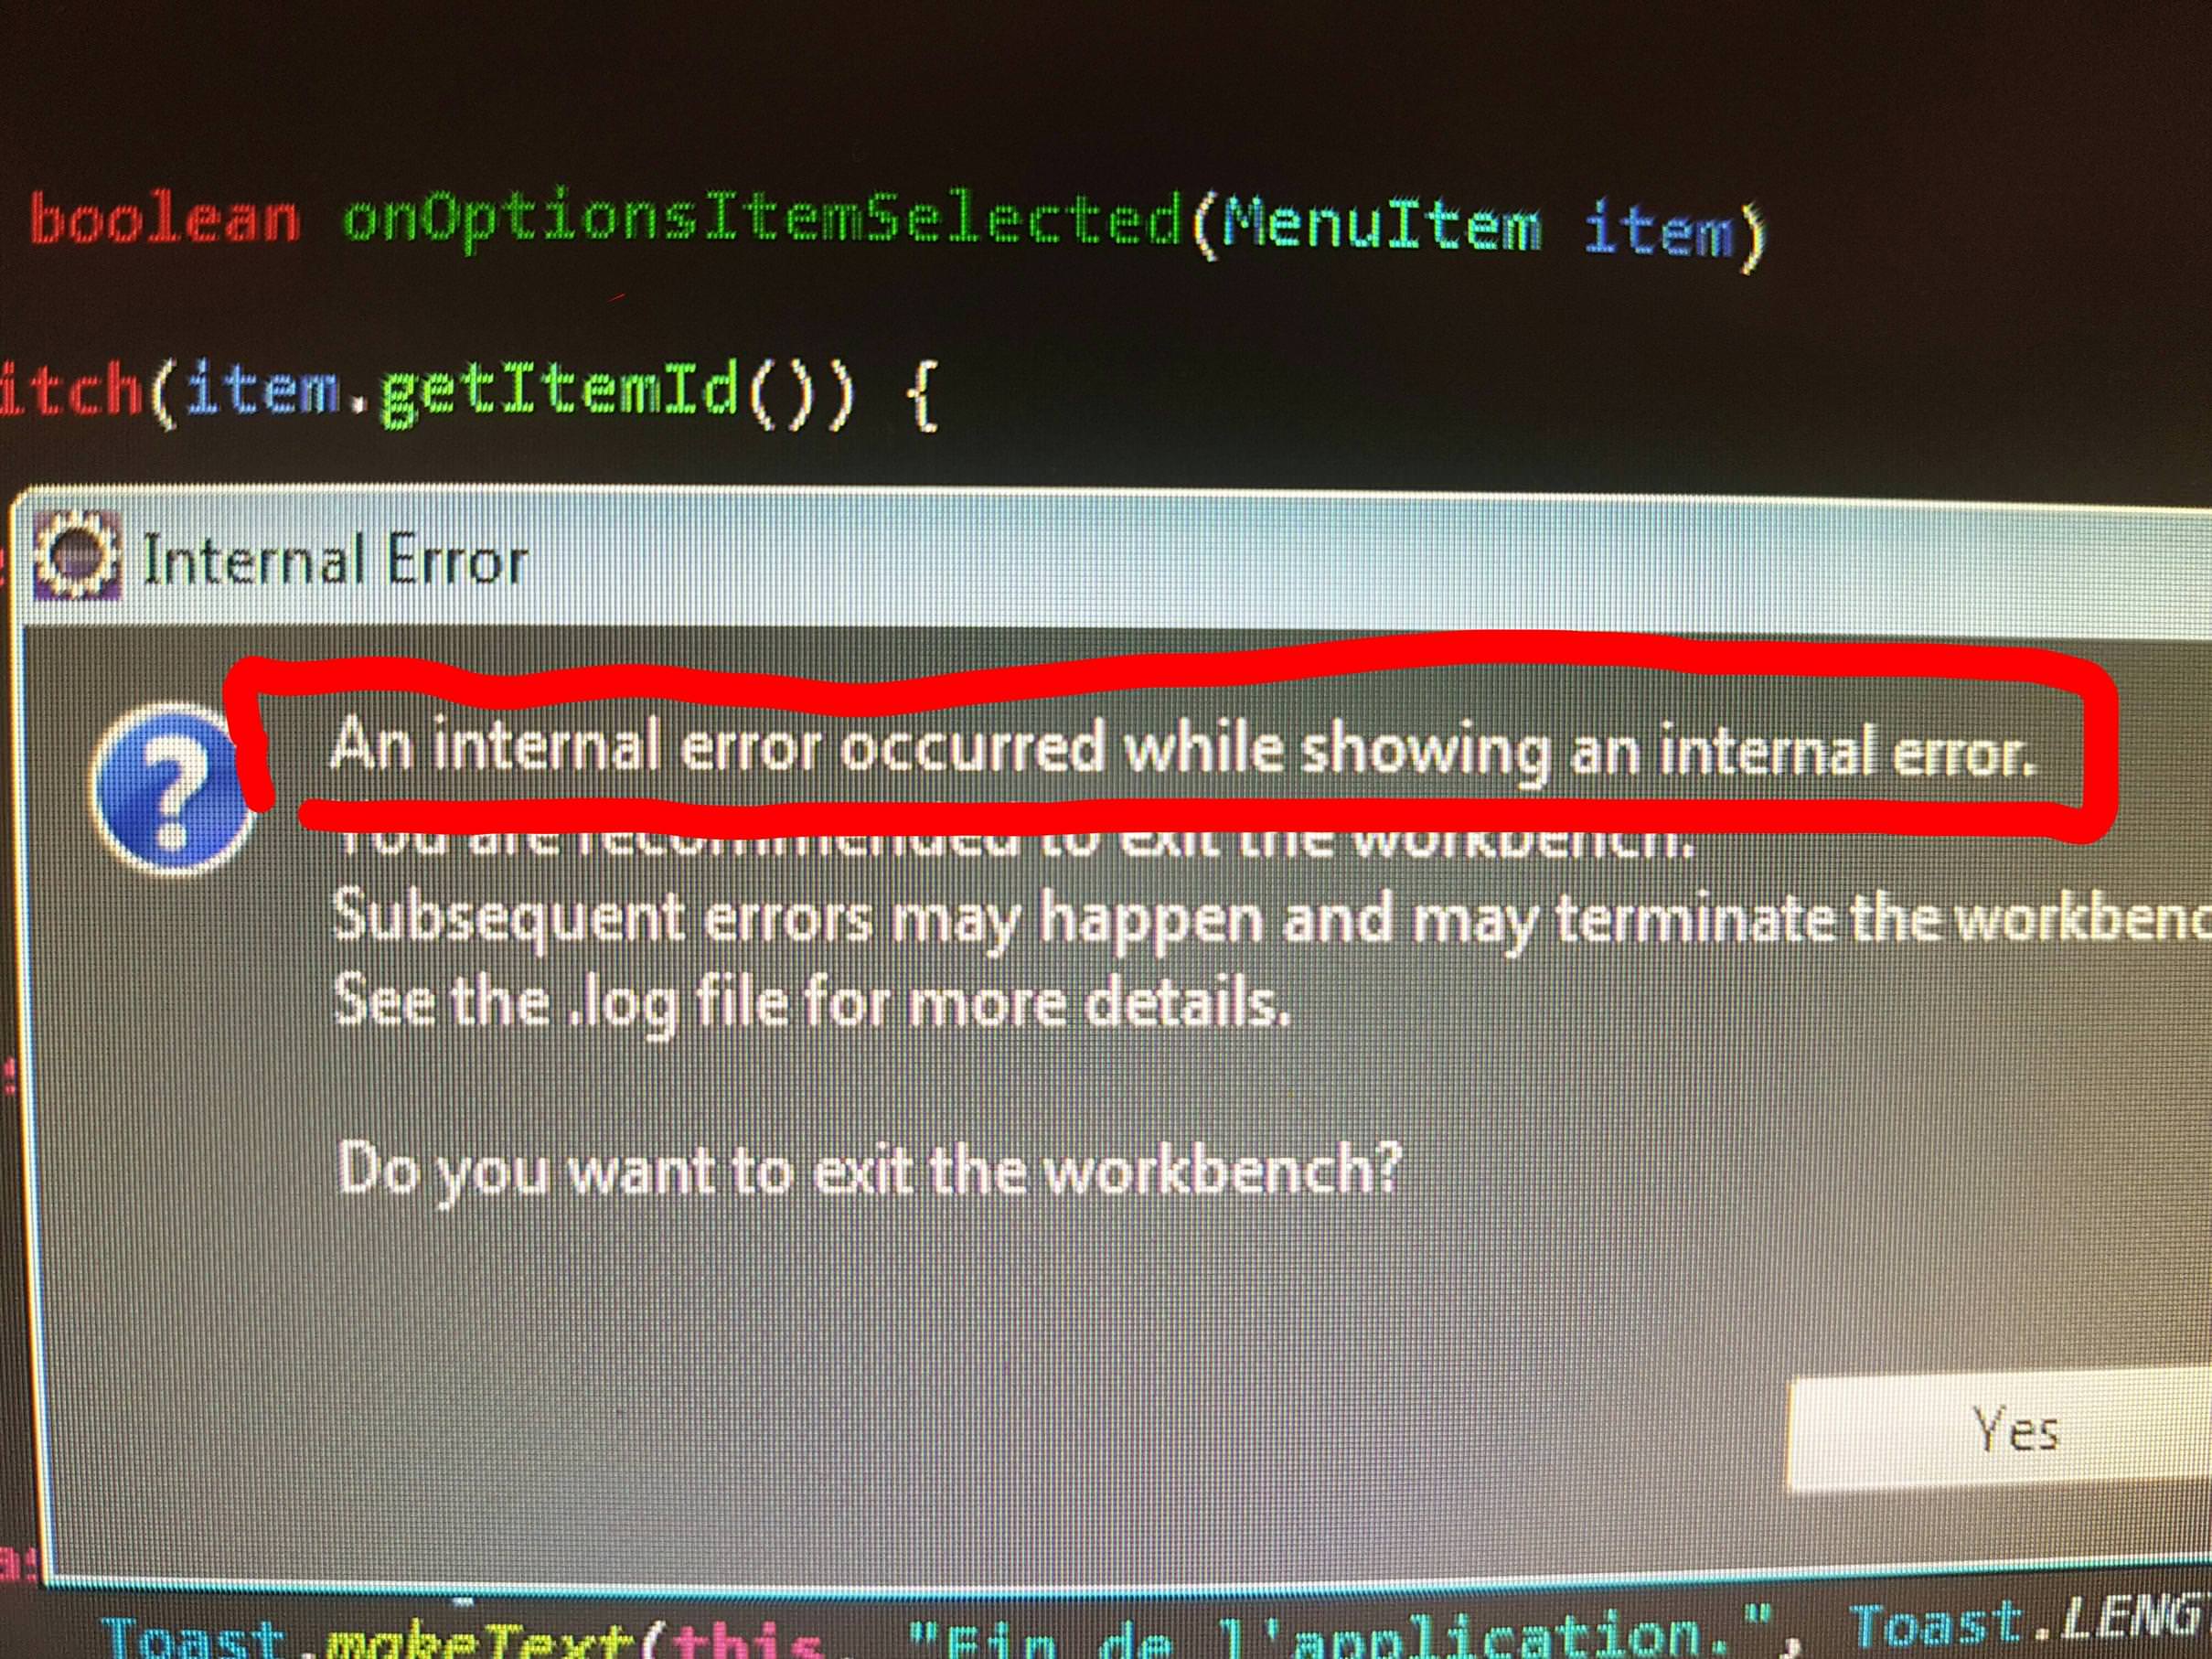 boolean onOptionsItemSelected(MenuItem item)
itch(item.getItemId()) {
Internal Error
An internal error occurred while showing an internal error.
You are recommended to exit the workbench.
Subsequent errors may happen and may terminate the workbenc
See the .log file for more details.
Do you want to exit the workbench?
Yes
Toast.makeText(this, "Fin de l'application.", Toast.LENG